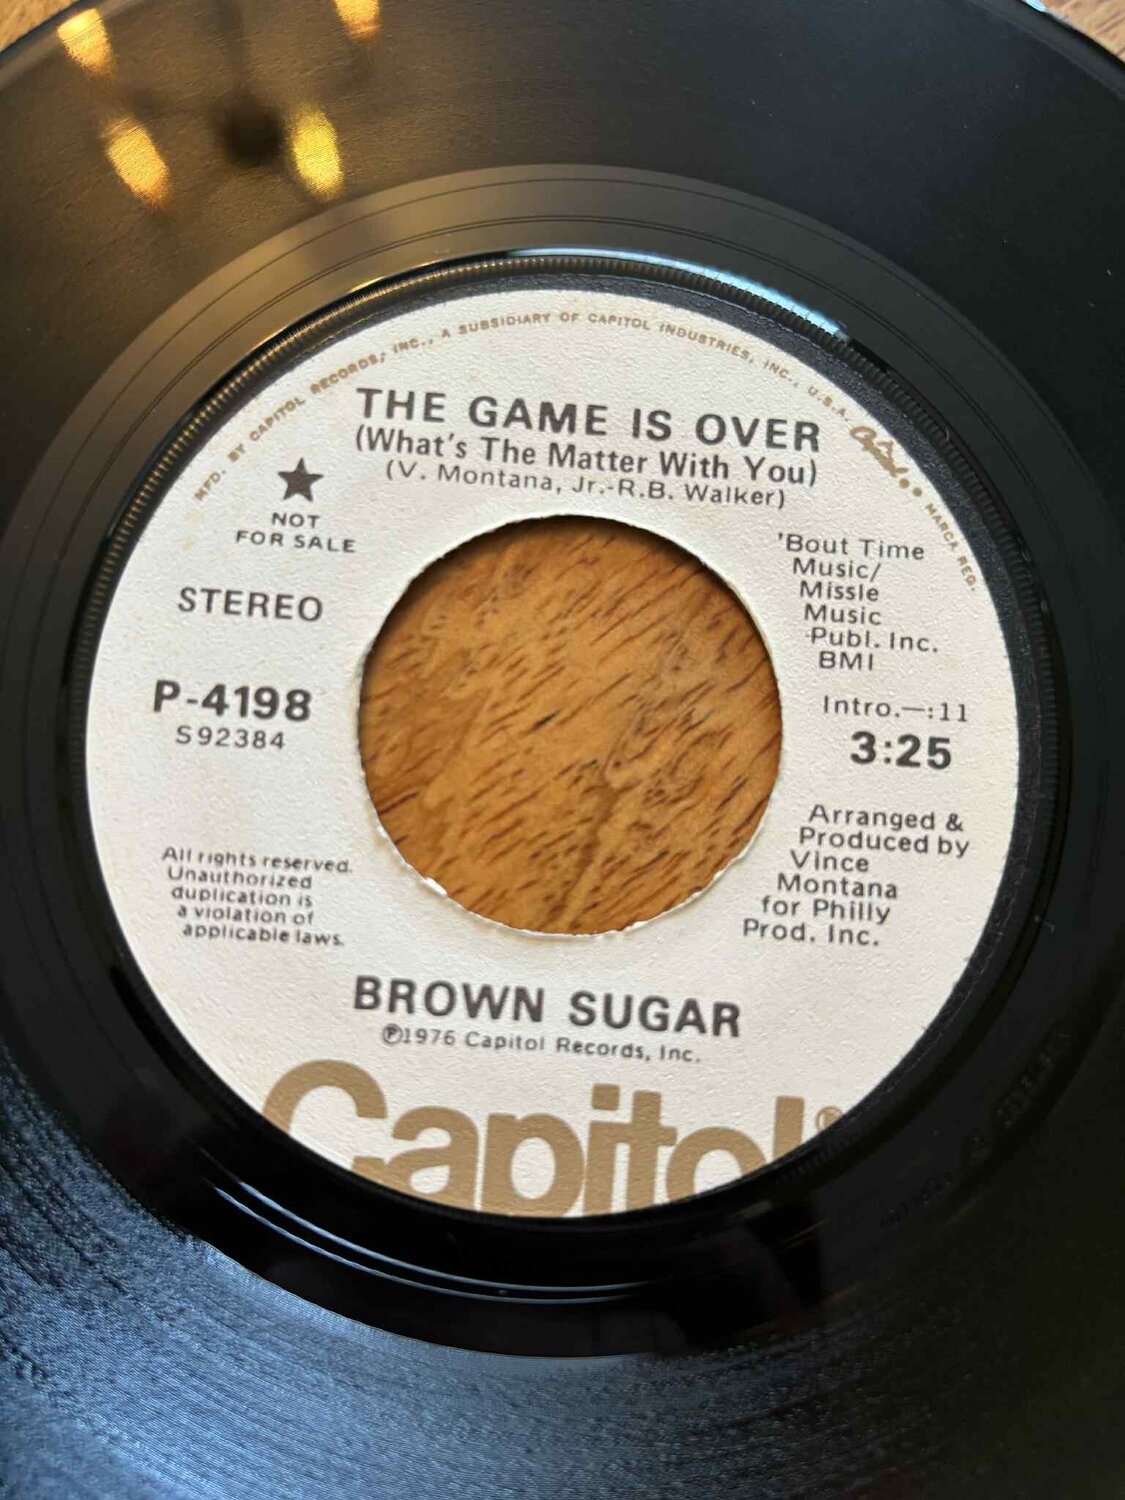 MFD. BY CAPITOL RECORDS, INC., A SUBSIDIARY OF CAPITOL INDUSTRIES, INC., U.S.A. Capitol MARCA REG.
THE GAME IS OVER
(What's The Matter With You)
(V. Montana, Jr.-R.B. Walker)
★
NOT
FOR SALE
STEREO
P-4198
S92384
All rights reserved.
Unauthorized
duplication is
a violation of
applicable laws.
'Bout Time
Music/
Missle
Music
Publ. Inc.
BMI
Intro.—:11
3:25
Arranged &
Produced by
Vince
Montana
for Philly
Prod. Inc.
BROWN SUGAR
℗1976 Capitol Records, Inc.
Capitol®